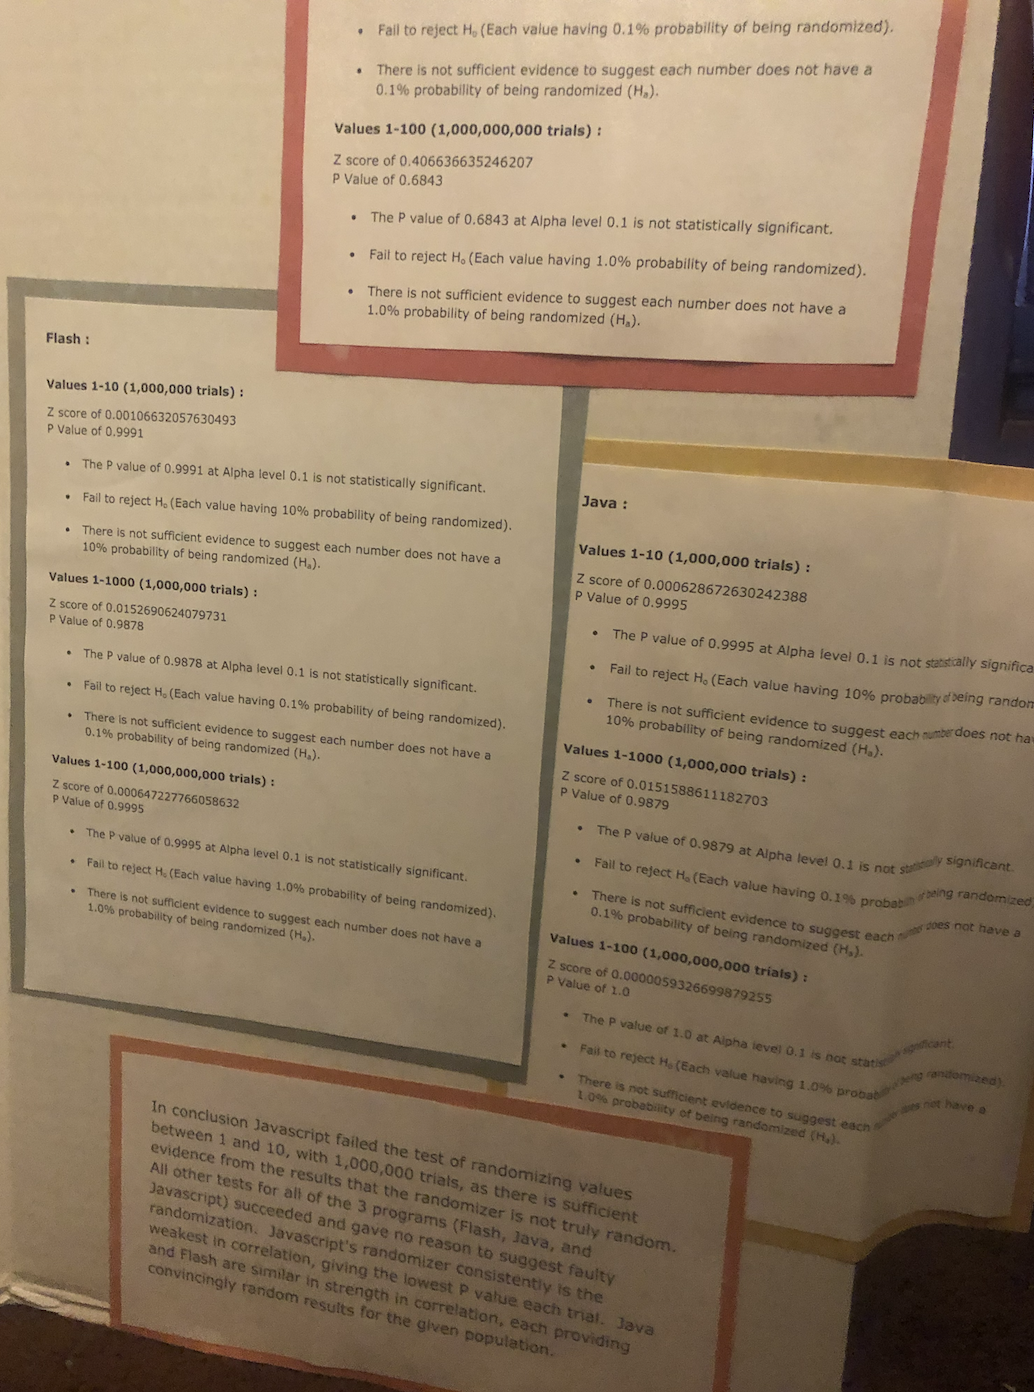 • Fail to reject H₀ (Each value having 0.1% probability of being randomized).
• There is not sufficient evidence to suggest each number does not have a
0.1% probability of being randomized (Hₐ).
Values 1-100 (1,000,000,000 trials) :
Z score of 0.406636635246207
P Value of 0.6843
• The P value of 0.6843 at Alpha level 0.1 is not statistically significant.
• Fail to reject H₀ (Each value having 1.0% probability of being randomized).
• There is not sufficient evidence to suggest each number does not have a
1.0% probability of being randomized (Hₐ).
Flash :
Values 1-10 (1,000,000 trials) :
Z score of 0.00106632057630493
P Value of 0.9991
• The P value of 0.9991 at Alpha level 0.1 is not statistically significant.
• Fail to reject H₀ (Each value having 10% probability of being randomized).
• There is not sufficient evidence to suggest each number does not have a
10% probability of being randomized (Hₐ).
Values 1-1000 (1,000,000 trials) :
Z score of 0.0152690624079731
P Value of 0.9878
• The P value of 0.9878 at Alpha level 0.1 is not statistically significant.
• Fail to reject H₀ (Each value having 0.1% probability of being randomized).
• There is not sufficient evidence to suggest each number does not have a
0.1% probability of being randomized (Hₐ).
Values 1-100 (1,000,000,000 trials) :
Z score of 0.000647227766058632
P Value of 0.9995
• The P value of 0.9995 at Alpha level 0.1 is not statistically significant.
• Fail to reject H₀ (Each value having 1.0% probability of being randomized).
• There is not sufficient evidence to suggest each number does not have a
1.0% probability of being randomized (Hₐ).
Java :
Values 1-10 (1,000,000 trials) :
Z score of 0.000628672630242388
P Value of 0.9995
• The P value of 0.9995 at Alpha level 0.1 is not statistically significa
• Fail to reject H₀ (Each value having 10% probability of being random
• There is not sufficient evidence to suggest each number does not ha
10% probability of being randomized (Hₐ).
Values 1-1000 (1,000,000 trials) :
Z score of 0.0151588611182703
P Value of 0.9879
• The P value of 0.9879 at Alpha level 0.1 is not statistically significant.
• Fail to reject H₀ (Each value having 0.1% probability of being randomized
• There is not sufficient evidence to suggest each number does not have a
0.1% probability of being randomized (Hₐ).
Values 1-100 (1,000,000,000 trials) :
Z score of 0.0000059326699879255
P Value of 1.0
• The P value of 1.0 at Alpha level 0.1 is not statistically significant.
• Fail to reject H₀ (Each value having 1.0% probability of being randomized).
• There is not sufficient evidence to suggest each number does not have a
1.0% probability of being randomized (Hₐ).
In conclusion Javascript failed the test of randomizing values
between 1 and 10, with 1,000,000 trials, as there is sufficient
evidence from the results that the randomizer is not truly random.
All other tests for all of the 3 programs (Flash, Java, and
Javascript) succeeded and gave no reason to suggest faulty
randomization. Javascript's randomizer consistently is the
weakest in correlation, giving the lowest P value each trial. Java
and Flash are similar in strength in correlation, each providing
convincingly random results for the given population.